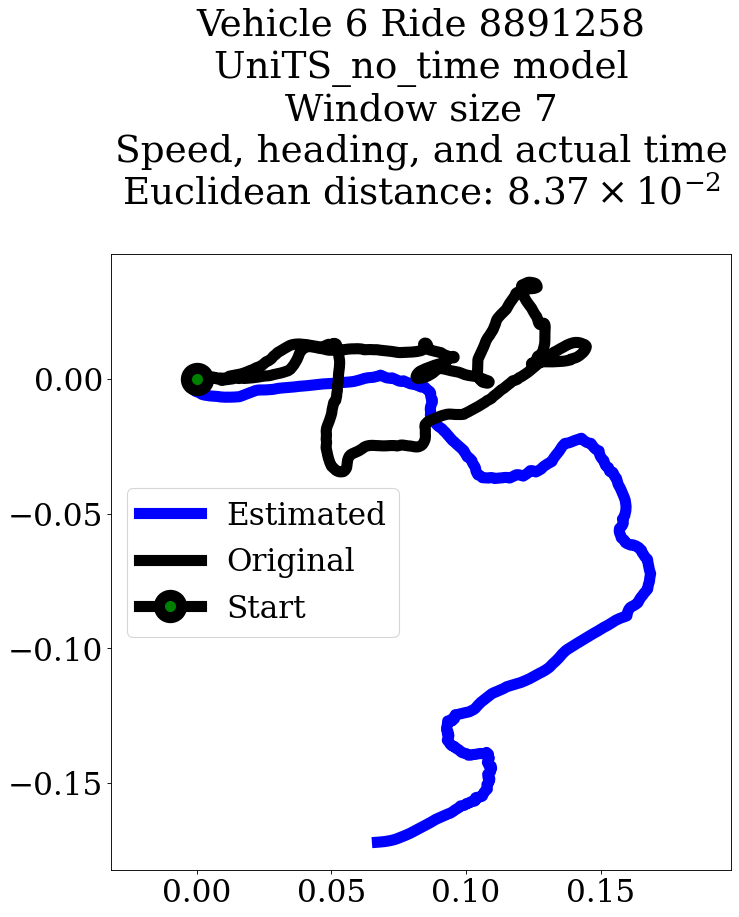 Vehicle 6 Ride 8891258
UniTS_no_time model
Window size 7
Speed, heading, and actual time
Euclidean distance: 8.37 × 10⁻²
0.00
−0.05
−0.10
−0.15
Estimated
Original
Start
0.00 0.05 0.10 0.15